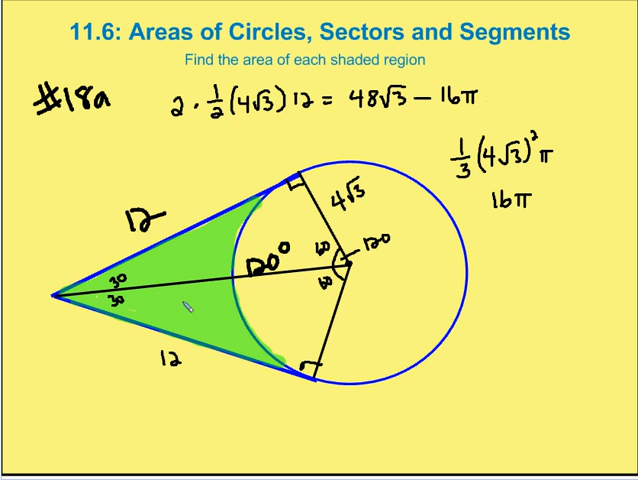 11.6: Areas of Circles, Sectors and Segments
Find the area of each shaded region
#18a
2 · 1/2 (4√3) 12 = 48√3 - 16π
1/3 (4√3)² π
16π
12
4√3
120°
60
120
60
30
30
12